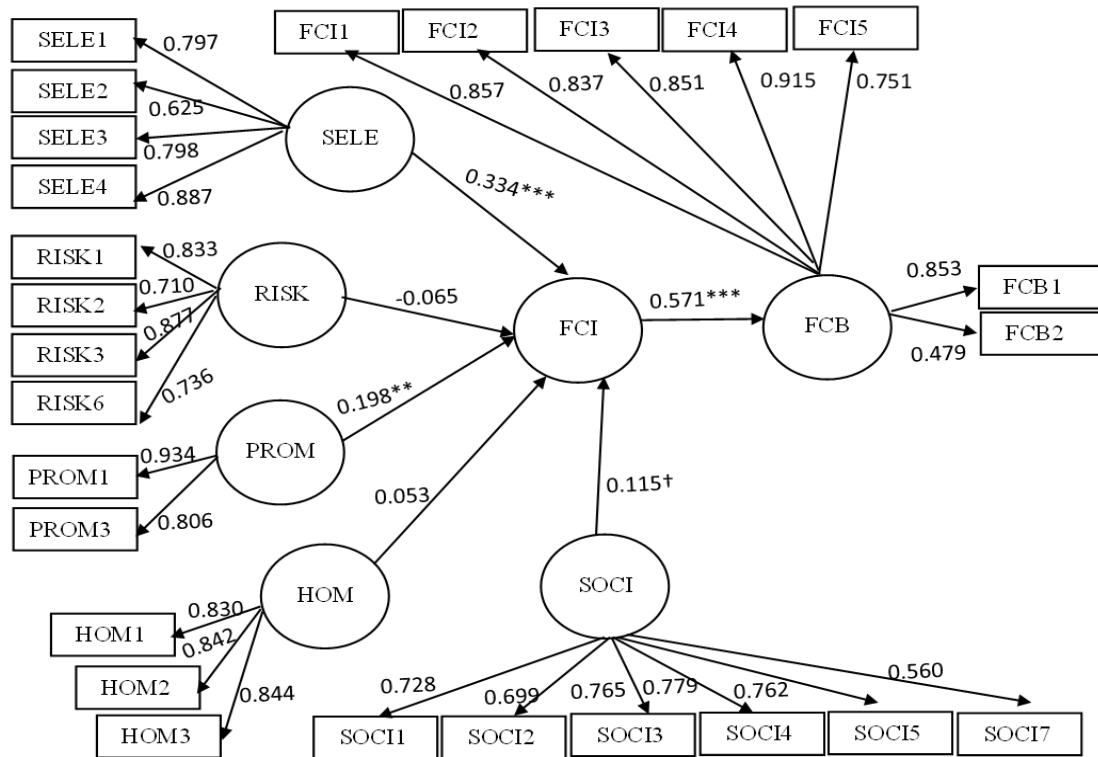 SELE1
SELE2
SELE3
SELE4
0.797
0.625
0.798
0.887
SELE
FCI1
FCI2
FCI3
FCI4
FCI5
0.857
0.837
0.851
0.915
0.751
0.334***
RISK1
RISK2
RISK3
RISK6
0.833
0.710
0.877
0.736
RISK
-0.065
FCI
0.571***
FCB
0.853
0.479
FCB1
FCB2
PROM1
PROM3
0.934
0.806
PROM
0.198**
HOM1
HOM2
HOM3
0.830
0.842
0.844
HOM
0.053
SOCI
0.115†
0.728
0.699
0.765
0.779
0.762
0.560
SOCI1
SOCI2
SOCI3
SOCI4
SOCI5
SOCI7